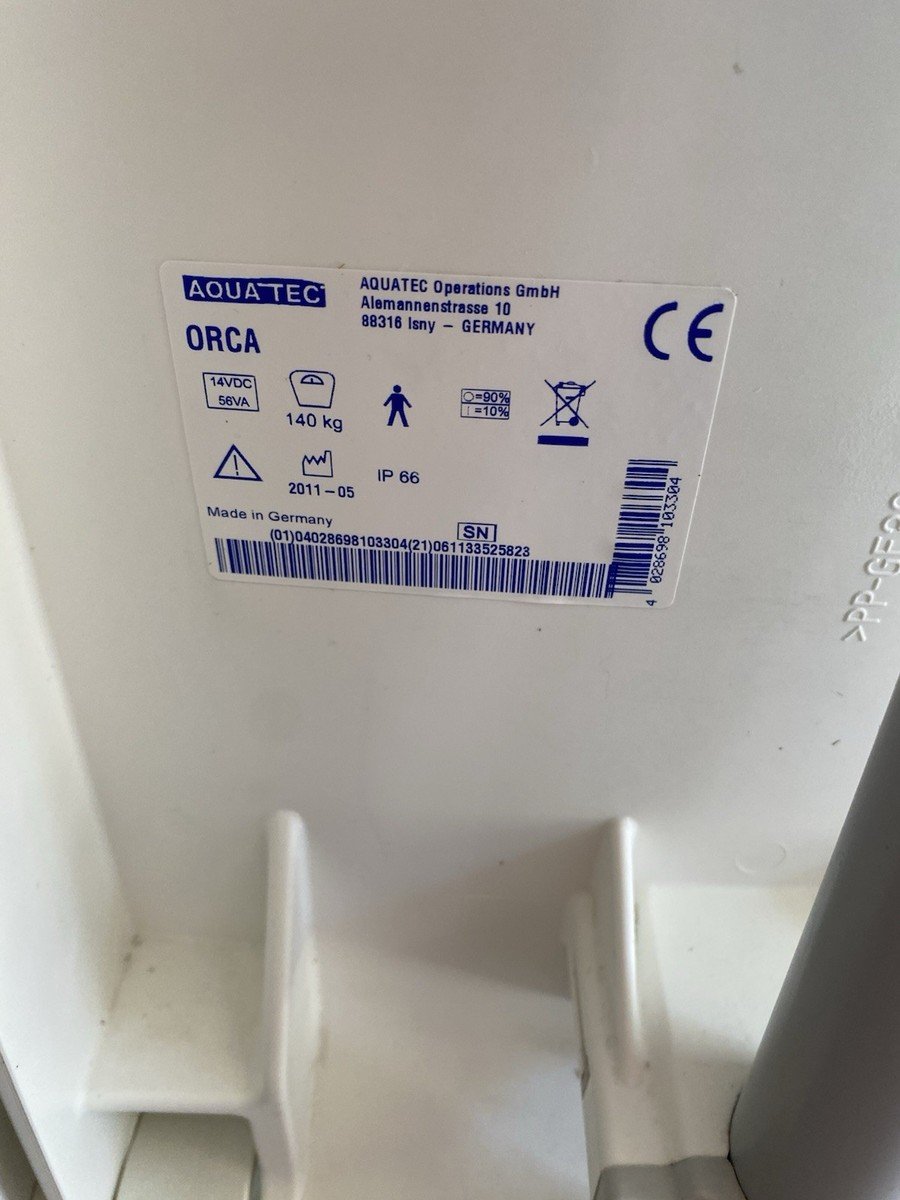 AQUATEC
AQUATEC Operations GmbH
Alemannenstrasse 10
88316 Isny – GERMANY
CE
ORCA
14VDC
56VA
140 kg
=90%
=10%
2011-05
IP 66
Made in Germany
SN
(01)04028698103304(21)061133525823
4 028698 103304